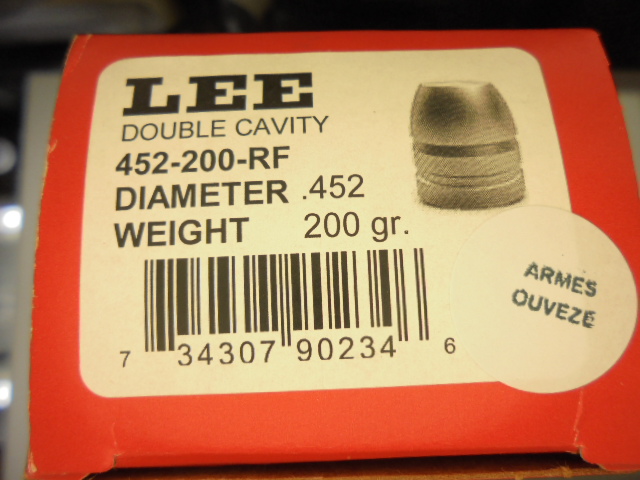 LEE
DOUBLE CAVITY
452-200-RF
DIAMETER .452
WEIGHT 200 gr.
7 34307 90234 6
ARMES
OUVEZE